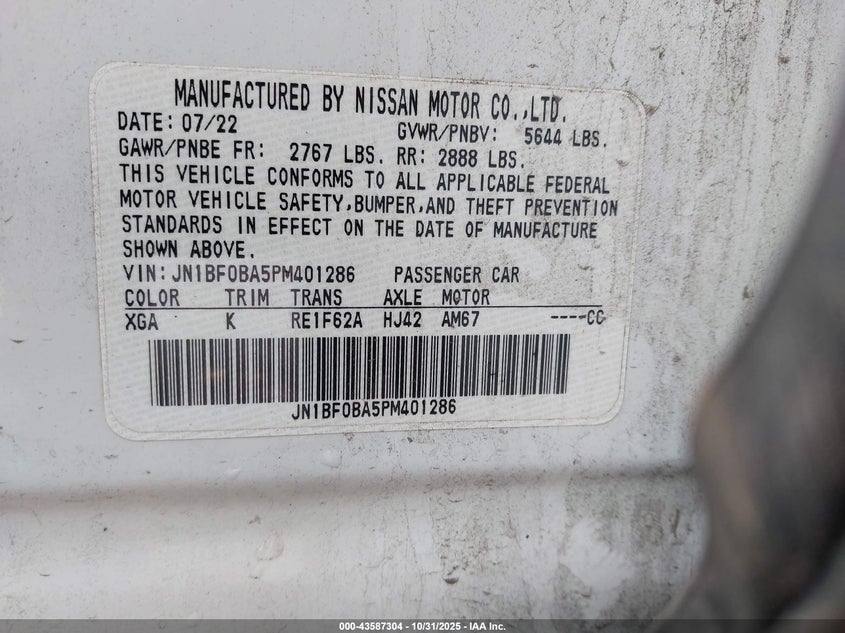 MANUFACTURED BY NISSAN MOTOR CO.,LTD.
DATE: 07/22 GVWR/PNBV: 5644 LBS.
GAWR/PNBE FR: 2767 LBS. RR: 2888 LBS.
THIS VEHICLE CONFORMS TO ALL APPLICABLE FEDERAL
MOTOR VEHICLE SAFETY,BUMPER,AND THEFT PREVENTION
STANDARDS IN EFFECT ON THE DATE OF MANUFACTURE
SHOWN ABOVE.
VIN: JN1BF0BA5PM401286 PASSENGER CAR
COLOR TRIM TRANS AXLE MOTOR
XGA K RE1F62A HJ42 AM67 ----CG
JN1BF0BA5PM401286
000-43587304 - 10/31/2025 - IAA Inc.